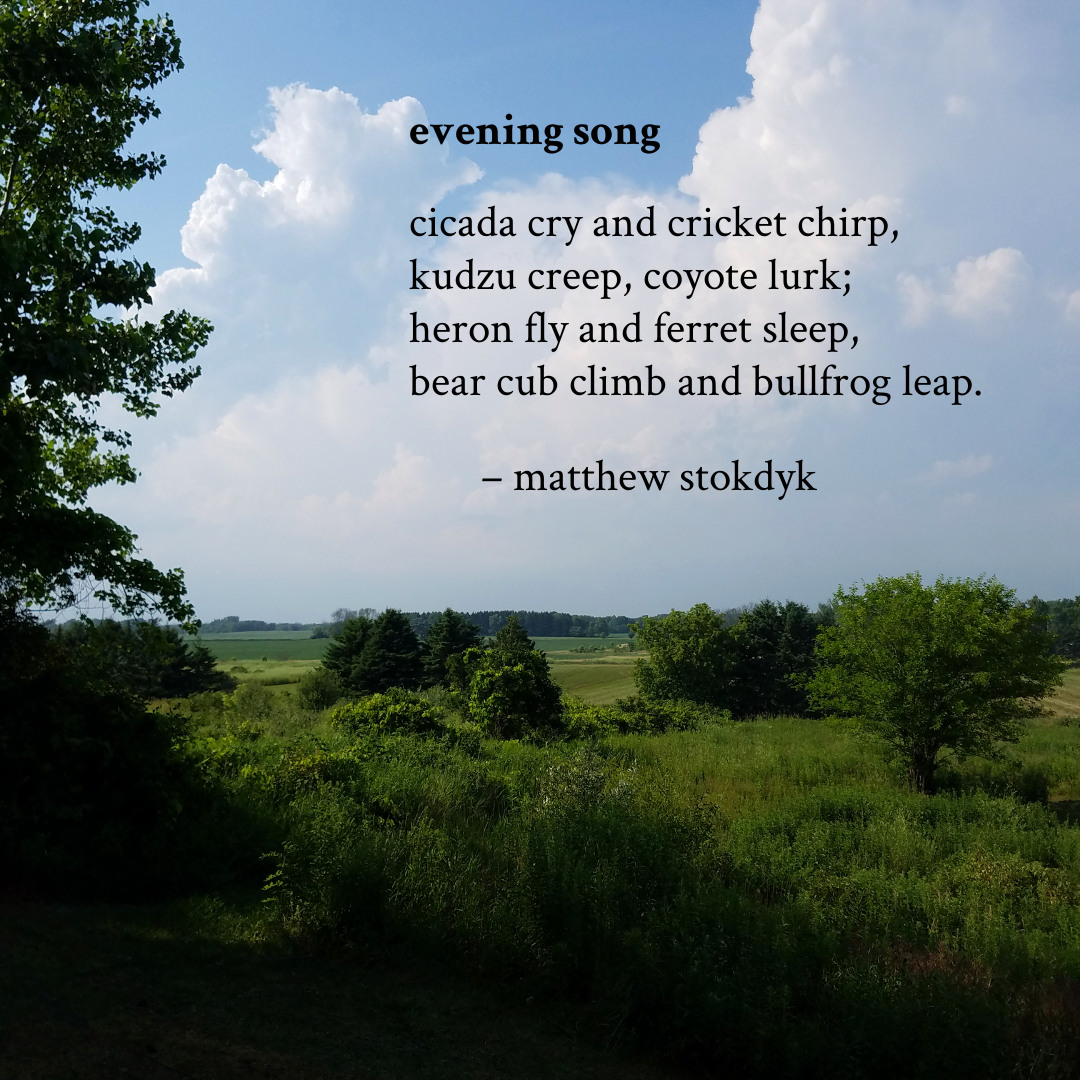 evening song
cicada cry and cricket chirp,
kudzu creep, coyote lurk;
heron fly and ferret sleep,
bear cub climb and bullfrog leap.
– matthew stokdyk